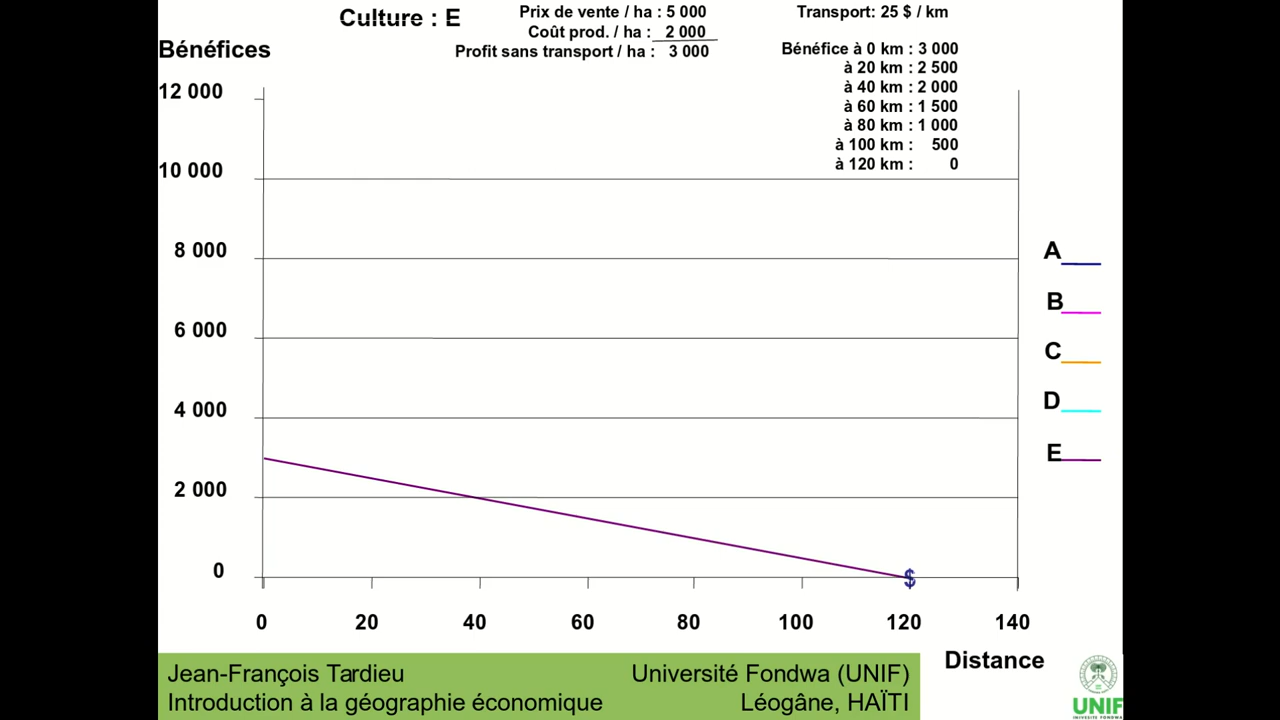 Culture : E
Prix de vente / ha : 5 000
Coût prod. / ha : 2 000
Profit sans transport / ha : 3 000
Transport: 25 $ / km
Bénéfice à 0 km : 3 000
à 20 km : 2 500
à 40 km : 2 000
à 60 km : 1 500
à 80 km : 1 000
à 100 km : 500
à 120 km : 0
Bénéfices
12 000
10 000
8 000
6 000
4 000
2 000
0
$
0 20 40 60 80 100 120 140
Distance
A
B
C
D
E
Jean-François Tardieu
Introduction à la géographie économique
Université Fondwa (UNIF)
Léogâne, HAÏTI
UNIF
UNIVESITÉ FONDWA